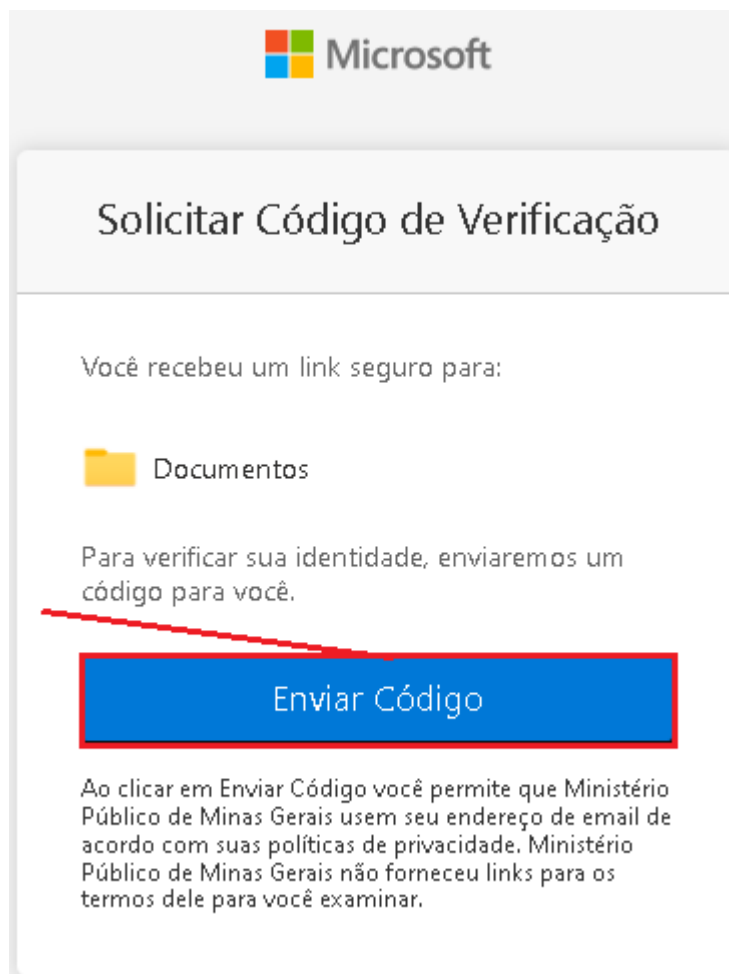 Microsoft
Solicitar Código de Verificação
Você recebeu um link seguro para:
Documentos
Para verificar sua identidade, enviaremos um
código para você.
Enviar Código
Ao clicar em Enviar Código você permite que Ministério
Público de Minas Gerais usem seu endereço de email de
acordo com suas políticas de privacidade. Ministério
Público de Minas Gerais não forneceu links para os
termos dele para você examinar.